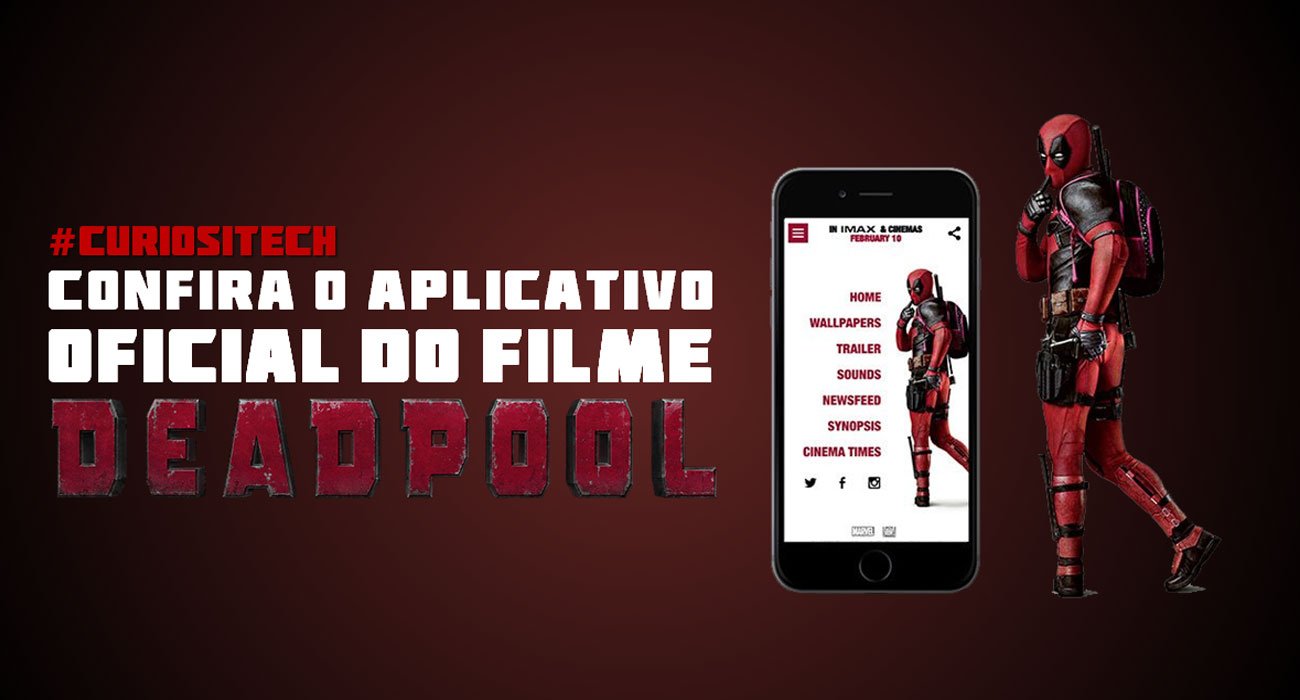 #CURIOSITECH
CONFIRA O APLICATIVO
OFICIAL DO FILME
DEADPOOL
IN IMAX & CINEMAS
FEBRUARY 10
HOME
WALLPAPERS
TRAILER
SOUNDS
NEWSFEED
SYNOPSIS
CINEMA TIMES
MARVEL